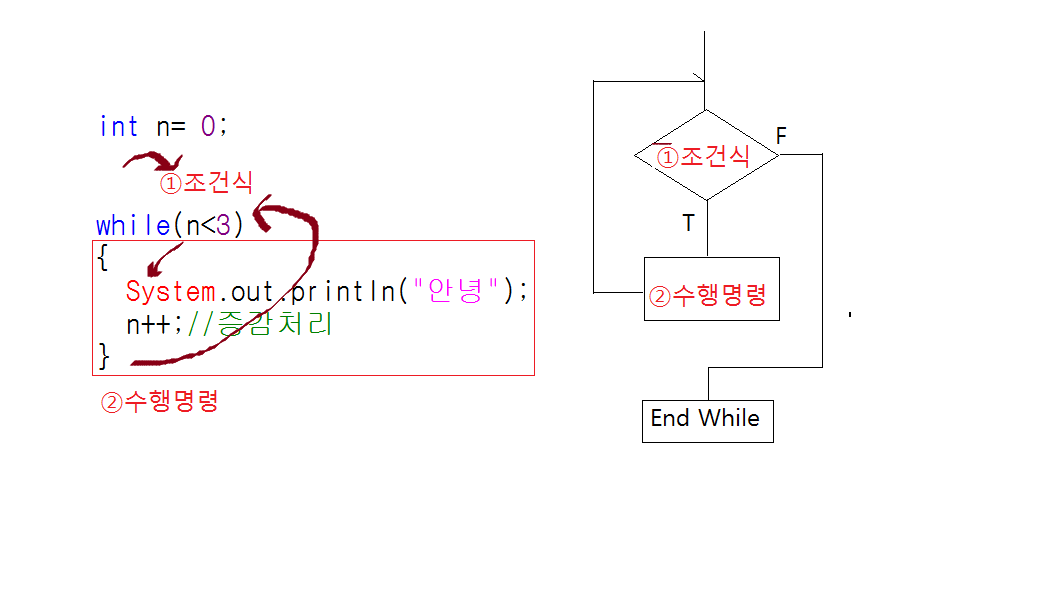 int n= 0;
①조건식
while(n<3)
{
System.out.println("안녕");
n++;//증감처리
}
②수행명령
①조건식
F
T
②수행명령
End While